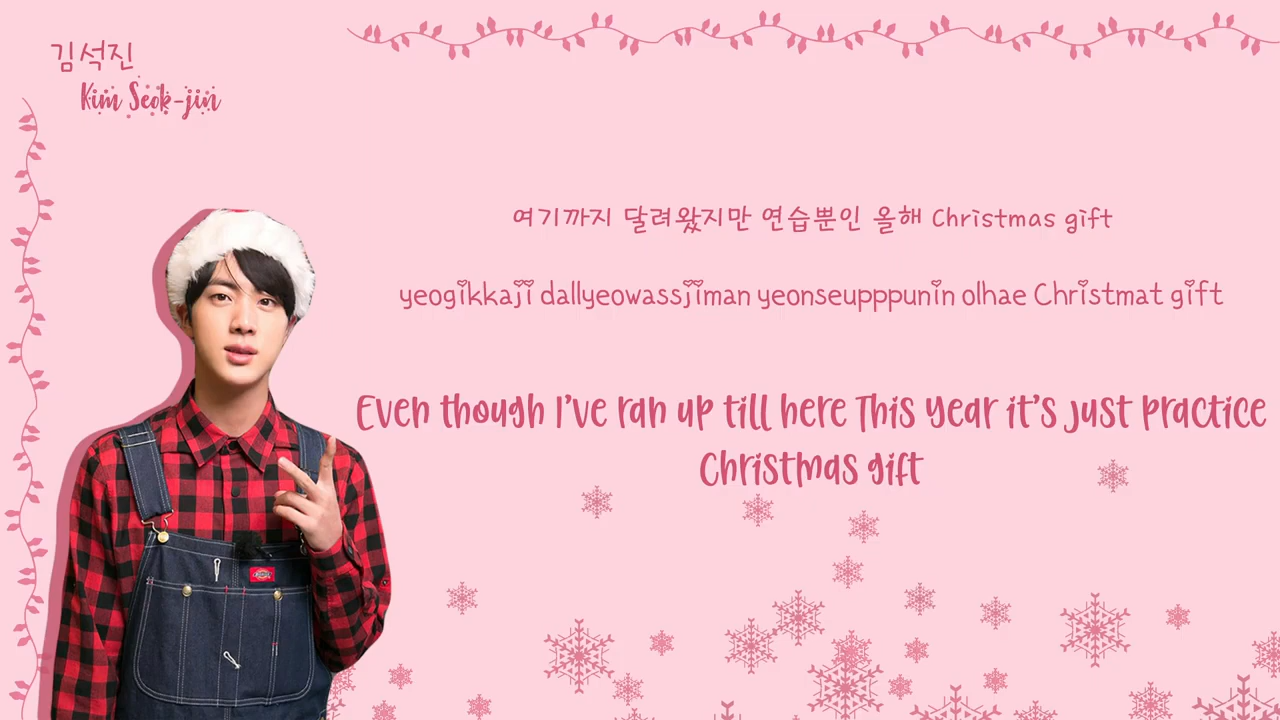 김석진
Kim Seok-jin
여기까지 달려왔지만 연습뿐인 올해 Christmas gift
yeogikkaji dallyeowassjiman yeonseupppunin olhae Christmat gift
Even though I've ran up till here This year it's just practice
Christmas gift